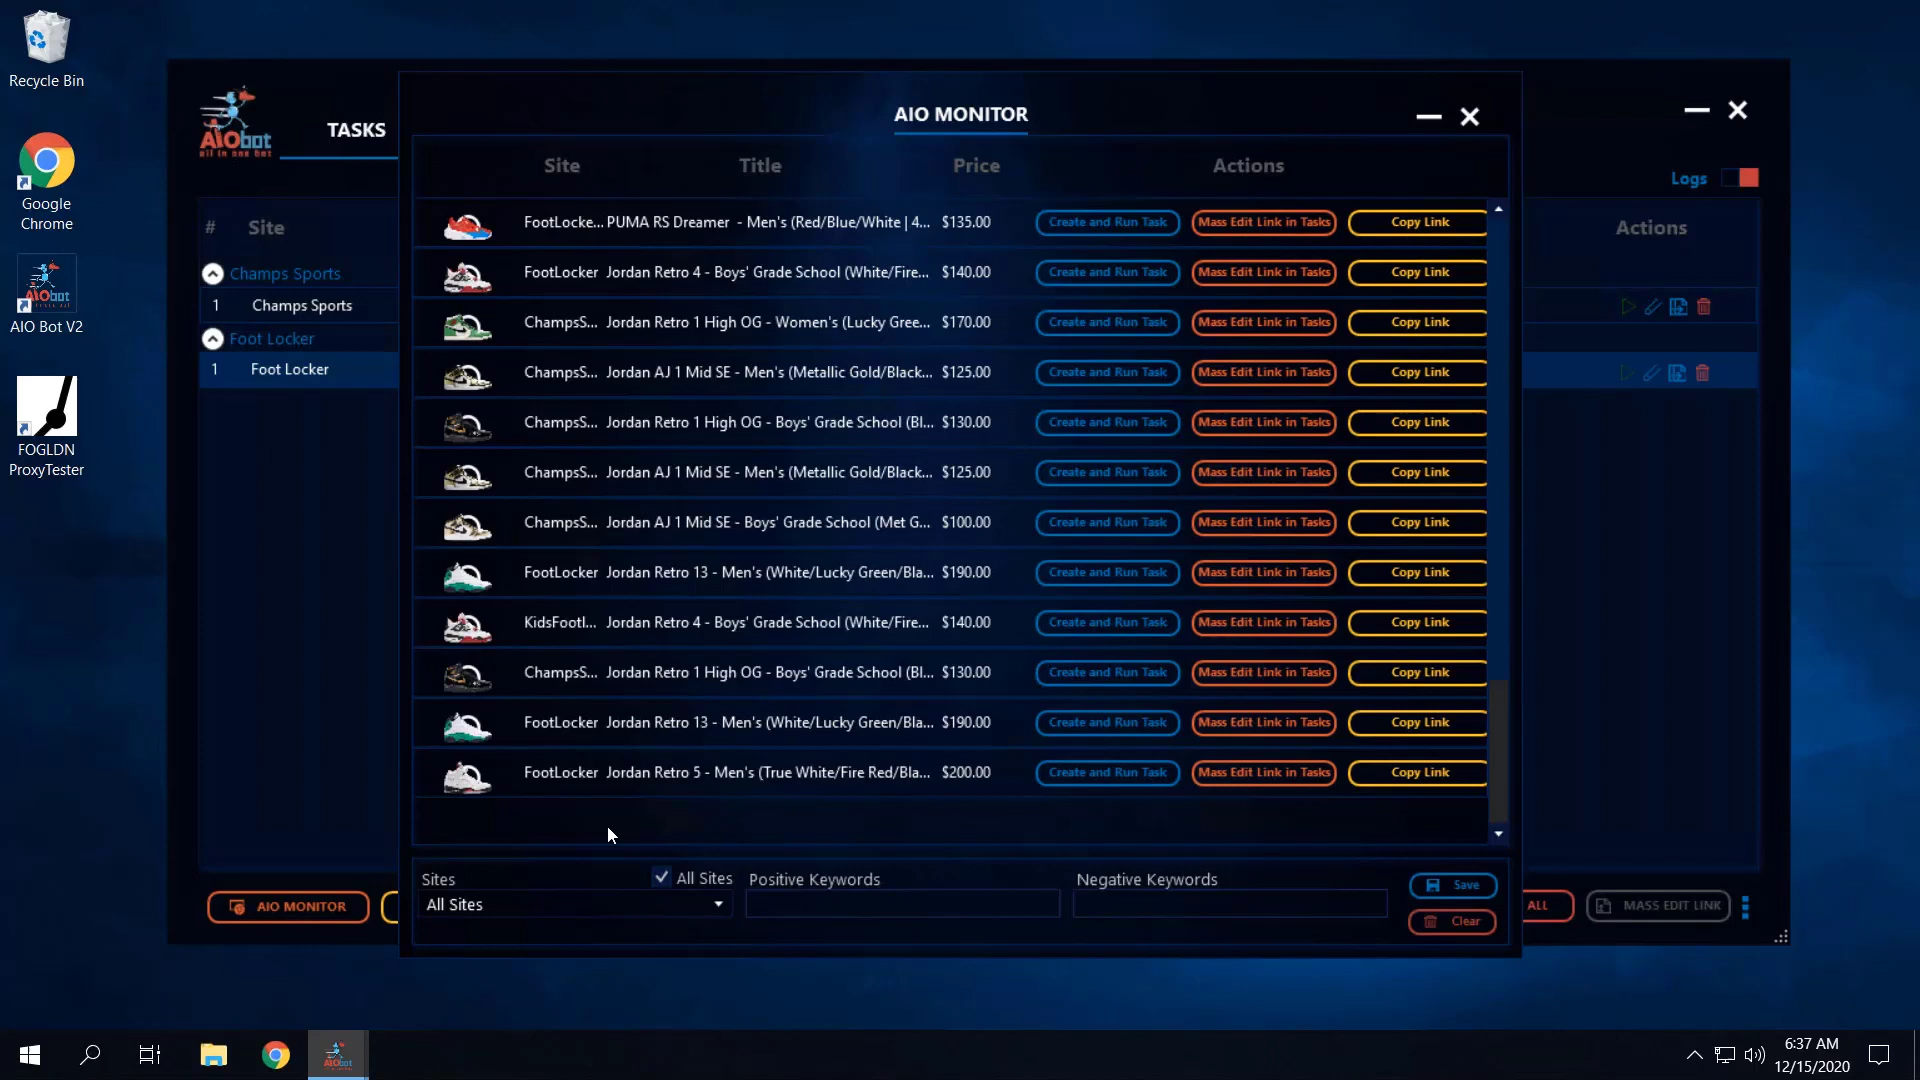 Recycle Bin
Google
Chrome
AIObot
AIO Bot V2
FOGLDN
ProxyTester
AIObot
all in one bot
TASKS
# Site
Champs Sports
1 Champs Sports
Foot Locker
1 Foot Locker
AIO MONITOR
AIO MONITOR
Site Title Price Actions
FootLocke... PUMA RS Dreamer - Men's (Red/Blue/White | 4... $135.00 Create and Run Task Mass Edit Link in Tasks Copy Link
FootLocker Jordan Retro 4 - Boys' Grade School (White/Fire... $140.00 Create and Run Task Mass Edit Link in Tasks Copy Link
ChampsS... Jordan Retro 1 High OG - Women's (Lucky Gree... $170.00 Create and Run Task Mass Edit Link in Tasks Copy Link
ChampsS... Jordan AJ 1 Mid SE - Men's (Metallic Gold/Black... $125.00 Create and Run Task Mass Edit Link in Tasks Copy Link
ChampsS... Jordan Retro 1 High OG - Boys' Grade School (Bl... $130.00 Create and Run Task Mass Edit Link in Tasks Copy Link
ChampsS... Jordan AJ 1 Mid SE - Men's (Metallic Gold/Black... $125.00 Create and Run Task Mass Edit Link in Tasks Copy Link
ChampsS... Jordan AJ 1 Mid SE - Boys' Grade School (Met G... $100.00 Create and Run Task Mass Edit Link in Tasks Copy Link
FootLocker Jordan Retro 13 - Men's (White/Lucky Green/Bla... $190.00 Create and Run Task Mass Edit Link in Tasks Copy Link
KidsFootl... Jordan Retro 4 - Boys' Grade School (White/Fire... $140.00 Create and Run Task Mass Edit Link in Tasks Copy Link
ChampsS... Jordan Retro 1 High OG - Boys' Grade School (Bl... $130.00 Create and Run Task Mass Edit Link in Tasks Copy Link
FootLocker Jordan Retro 13 - Men's (White/Lucky Green/Bla... $190.00 Create and Run Task Mass Edit Link in Tasks Copy Link
FootLocker Jordan Retro 5 - Men's (True White/Fire Red/Bla... $200.00 Create and Run Task Mass Edit Link in Tasks Copy Link
Sites All Sites Positive Keywords Negative Keywords Save
All Sites Clear
Logs
Actions
ALL MASS EDIT LINK
AIObot
6:37 AM
12/15/2020